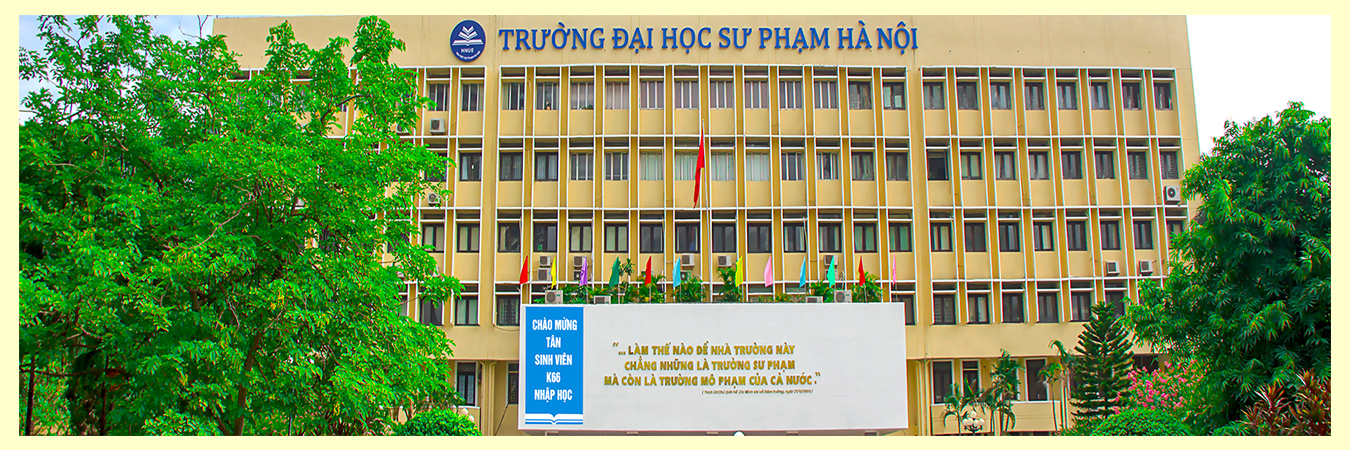 HNUE
TRƯỜNG ĐẠI HỌC SƯ PHẠM HÀ NỘI
CHÀO MỪNG
TÂN
SINH VIÊN
K66
NHẬP HỌC
"... LÀM THẾ NÀO ĐỂ NHÀ TRƯỜNG NÀY
CHẲNG NHỮNG LÀ TRƯỜNG SƯ PHẠM
MÀ CÒN LÀ TRƯỜNG MÔ PHẠM CỦA CẢ NƯỚC".